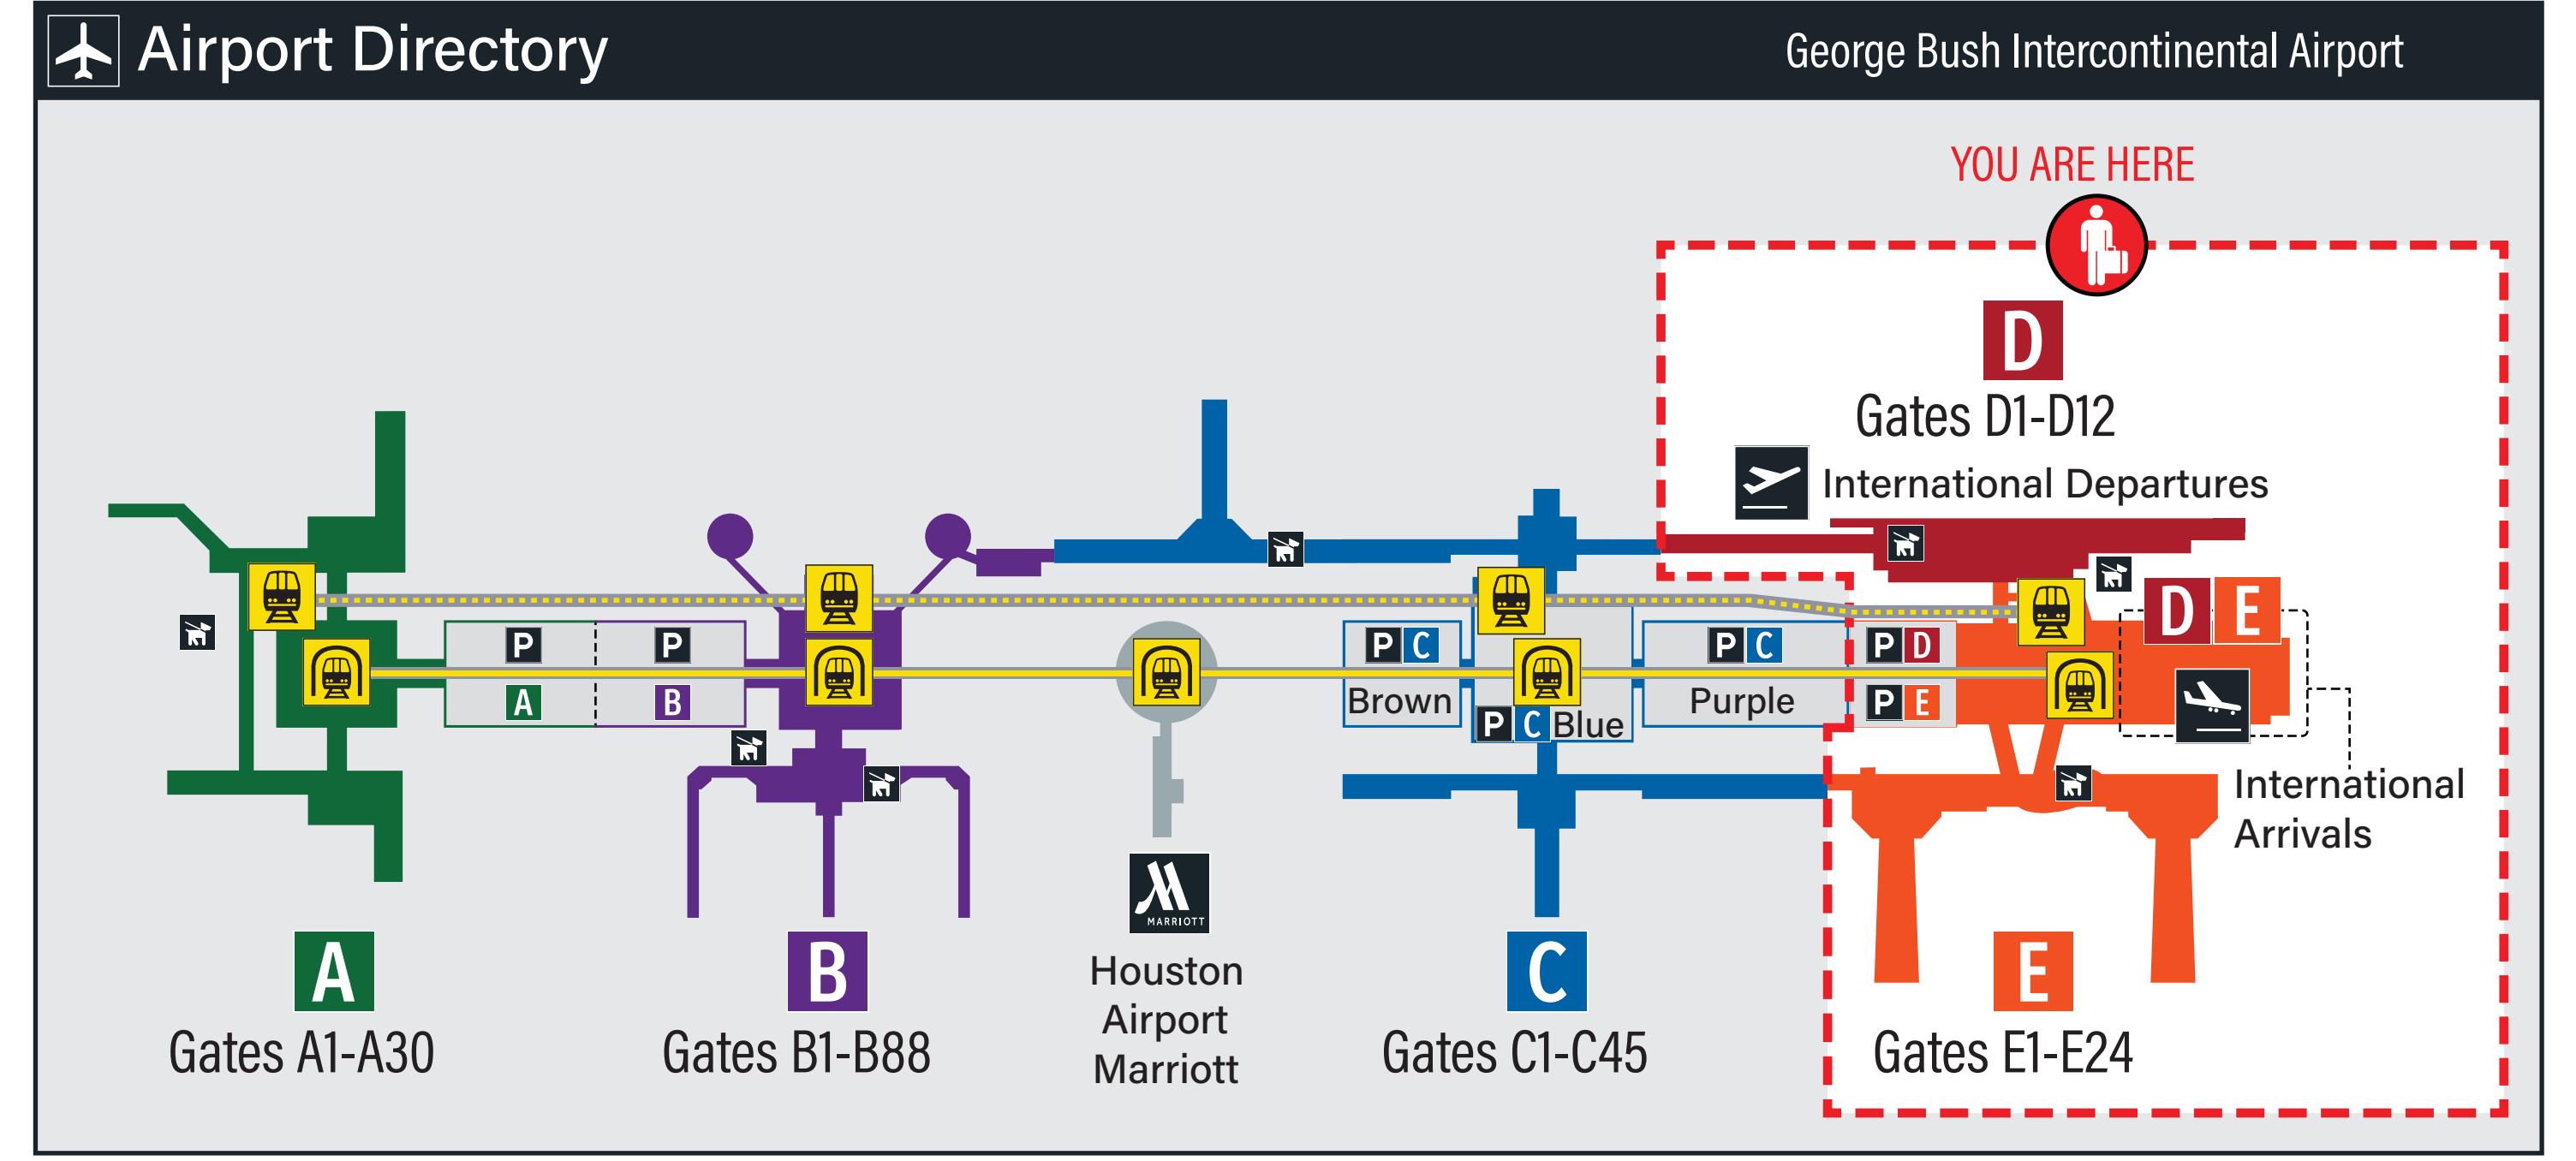 Airport Directory
George Bush Intercontinental Airport
YOU ARE HERE
D
Gates D1-D12
International Departures
D E
P
P
P C
P C
P D
A
B
Brown
P C Blue
Purple
P E
International
Arrivals
MARRIOTT
A
Gates A1-A30
B
Gates B1-B88
Houston
Airport
Marriott
C
Gates C1-C45
E
Gates E1-E24